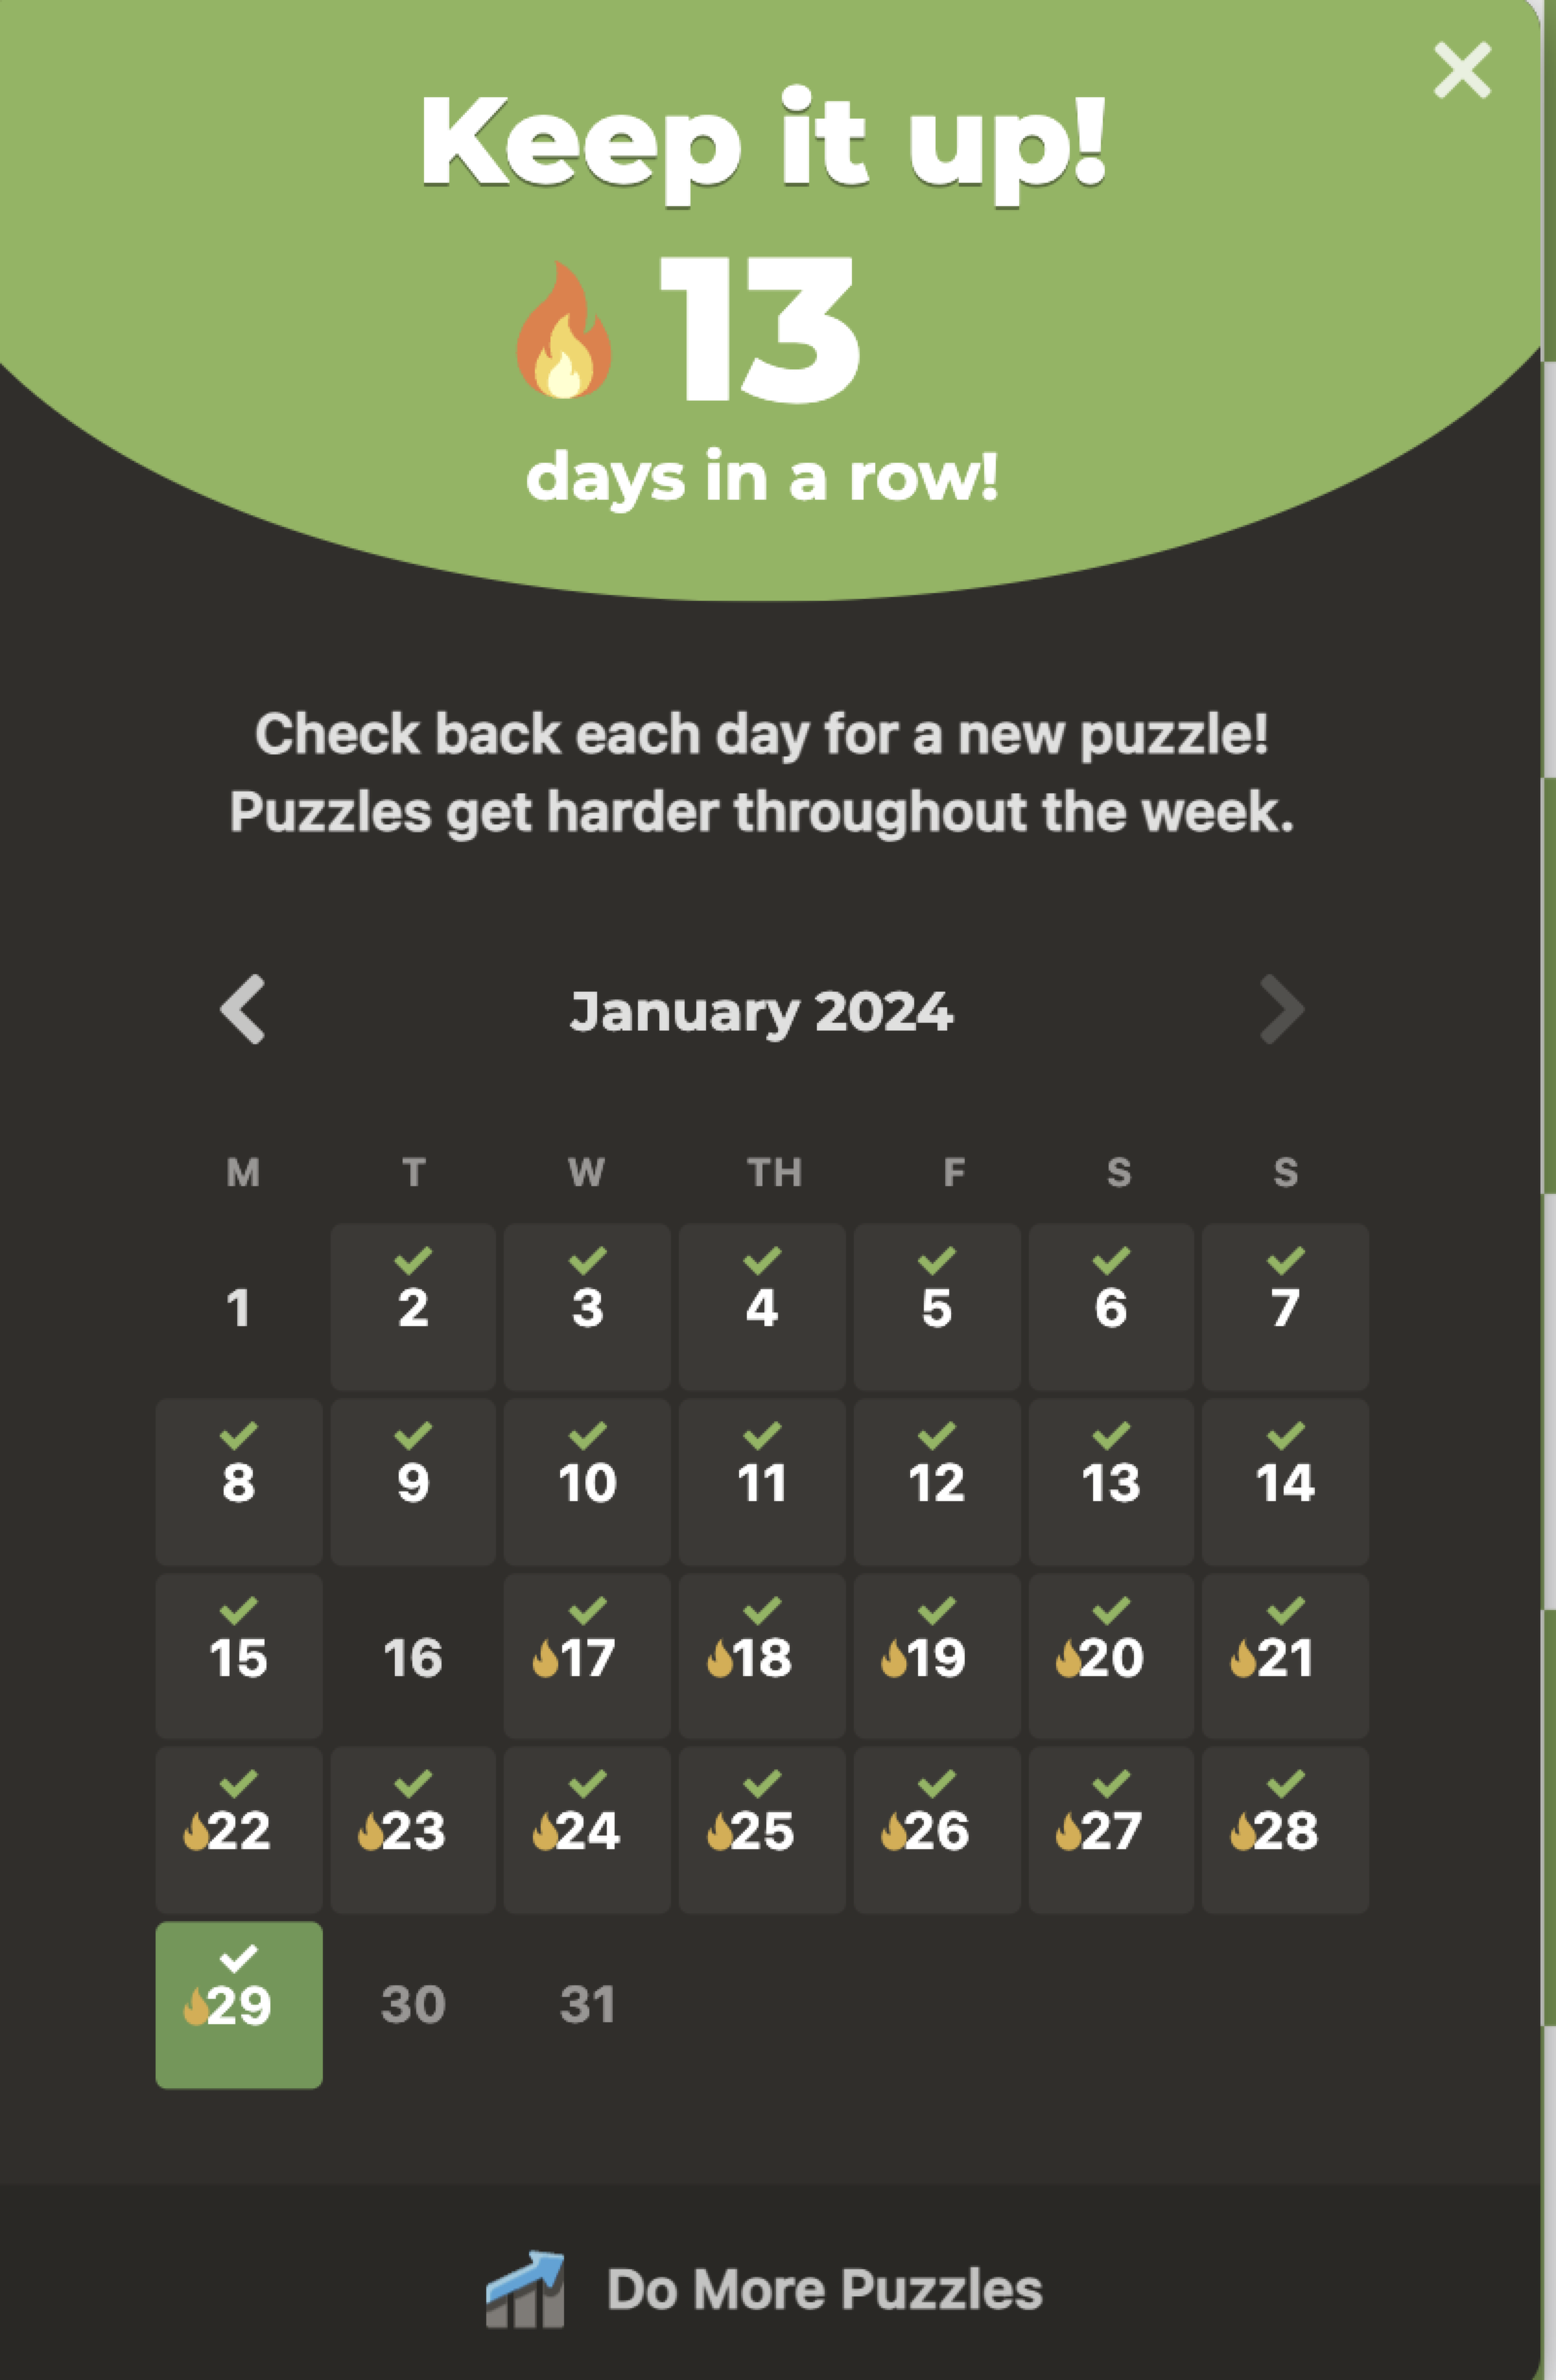 Keep it up!
13
days in a row!
Check back each day for a new puzzle!
Puzzles get harder throughout the week.
January 2024
M T W TH F S S
1 2 3 4 5 6 7
8 9 10 11 12 13 14
15 16 17 18 19 20 21
22 23 24 25 26 27 28
29 30 31
Do More Puzzles